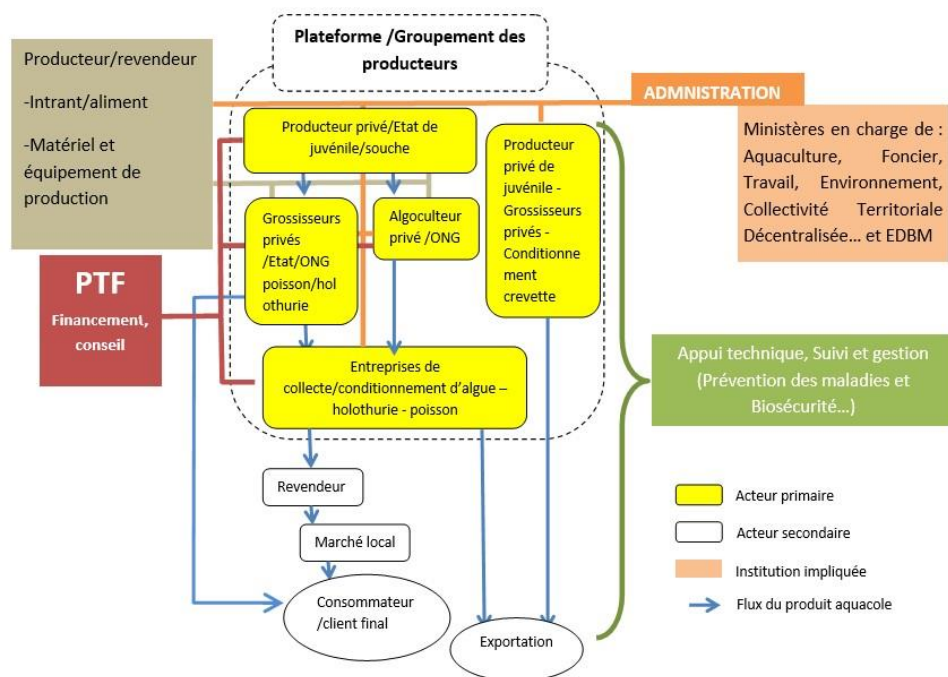 Plateforme /Groupement des
producteurs
Producteur/revendeur
-Intrant/aliment
-Matériel et
équipement de
production
ADMNISTRATION
Ministères en charge de :
Aquaculture, Foncier,
Travail, Environnement,
Collectivité Territoriale
Décentralisée... et EDBM
Producteur privé/Etat de
juvénile/souche
Producteur
privé de
juvénile -
Grossisseurs
privés -
Conditionne
ment
crevette
Grossisseurs
privés
/Etat/ONG
poisson/hol
othurie
Algoculteur
privé /ONG
PTF
Financement,
conseil
Entreprises de
collecte/conditionnement d'algue –
holothurie - poisson
Appui technique, Suivi et gestion
(Prévention des maladies et
Biosécurité...)
Revendeur
Marché local
Consommateur
/client final
Exportation
Acteur primaire
Acteur secondaire
Institution impliquée
Flux du produit aquacole